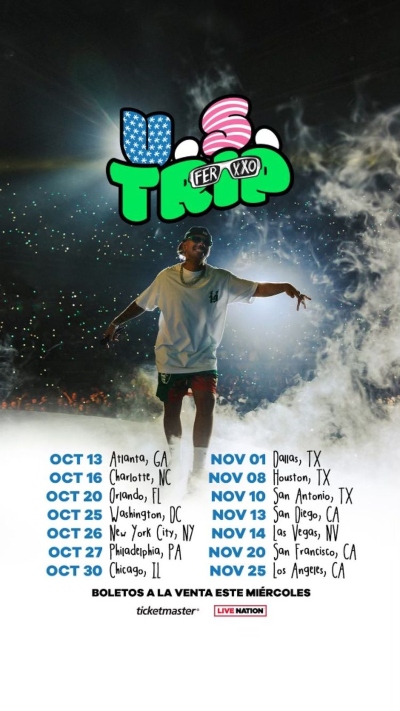 U.S.
TRIP
FERXXO
OCT 13 Atlanta, GA
OCT 16 Charlotte, NC
OCT 20 Orlando, FL
OCT 25 Washington, DC
OCT 26 New York City, NY
OCT 27 Philadelphia, PA
OCT 30 Chicago, IL
NOV 01 Dallas, TX
NOV 08 Houston, TX
NOV 10 San Antonio, TX
NOV 13 San Diego, CA
NOV 14 Las Vegas, NV
NOV 20 San Francisco, CA
NOV 25 Los Angeles, CA
BOLETOS A LA VENTA ESTE MIÉRCOLES
ticketmaster® LIVE NATION